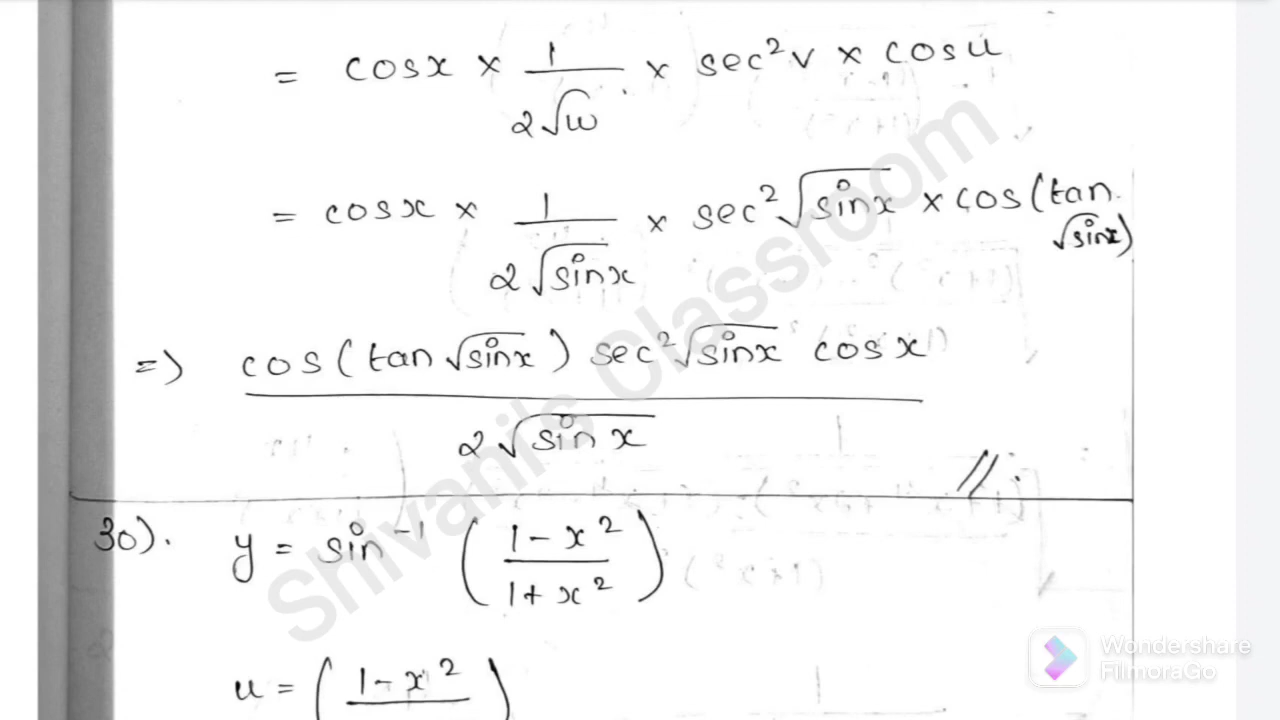 = cosx × 1/2√w × sec²v × cosu
= cosx × 1/2√sinx × sec²√sinx × cos(tan √sinx)
=) cos(tan√sinx) sec²√sinx cosx / 2√sinx //.
30). y = sin⁻¹ (1-x²/1+x²)
u = (1-x²)
Shivani's Classroom
Wondershare
FilmoraGo